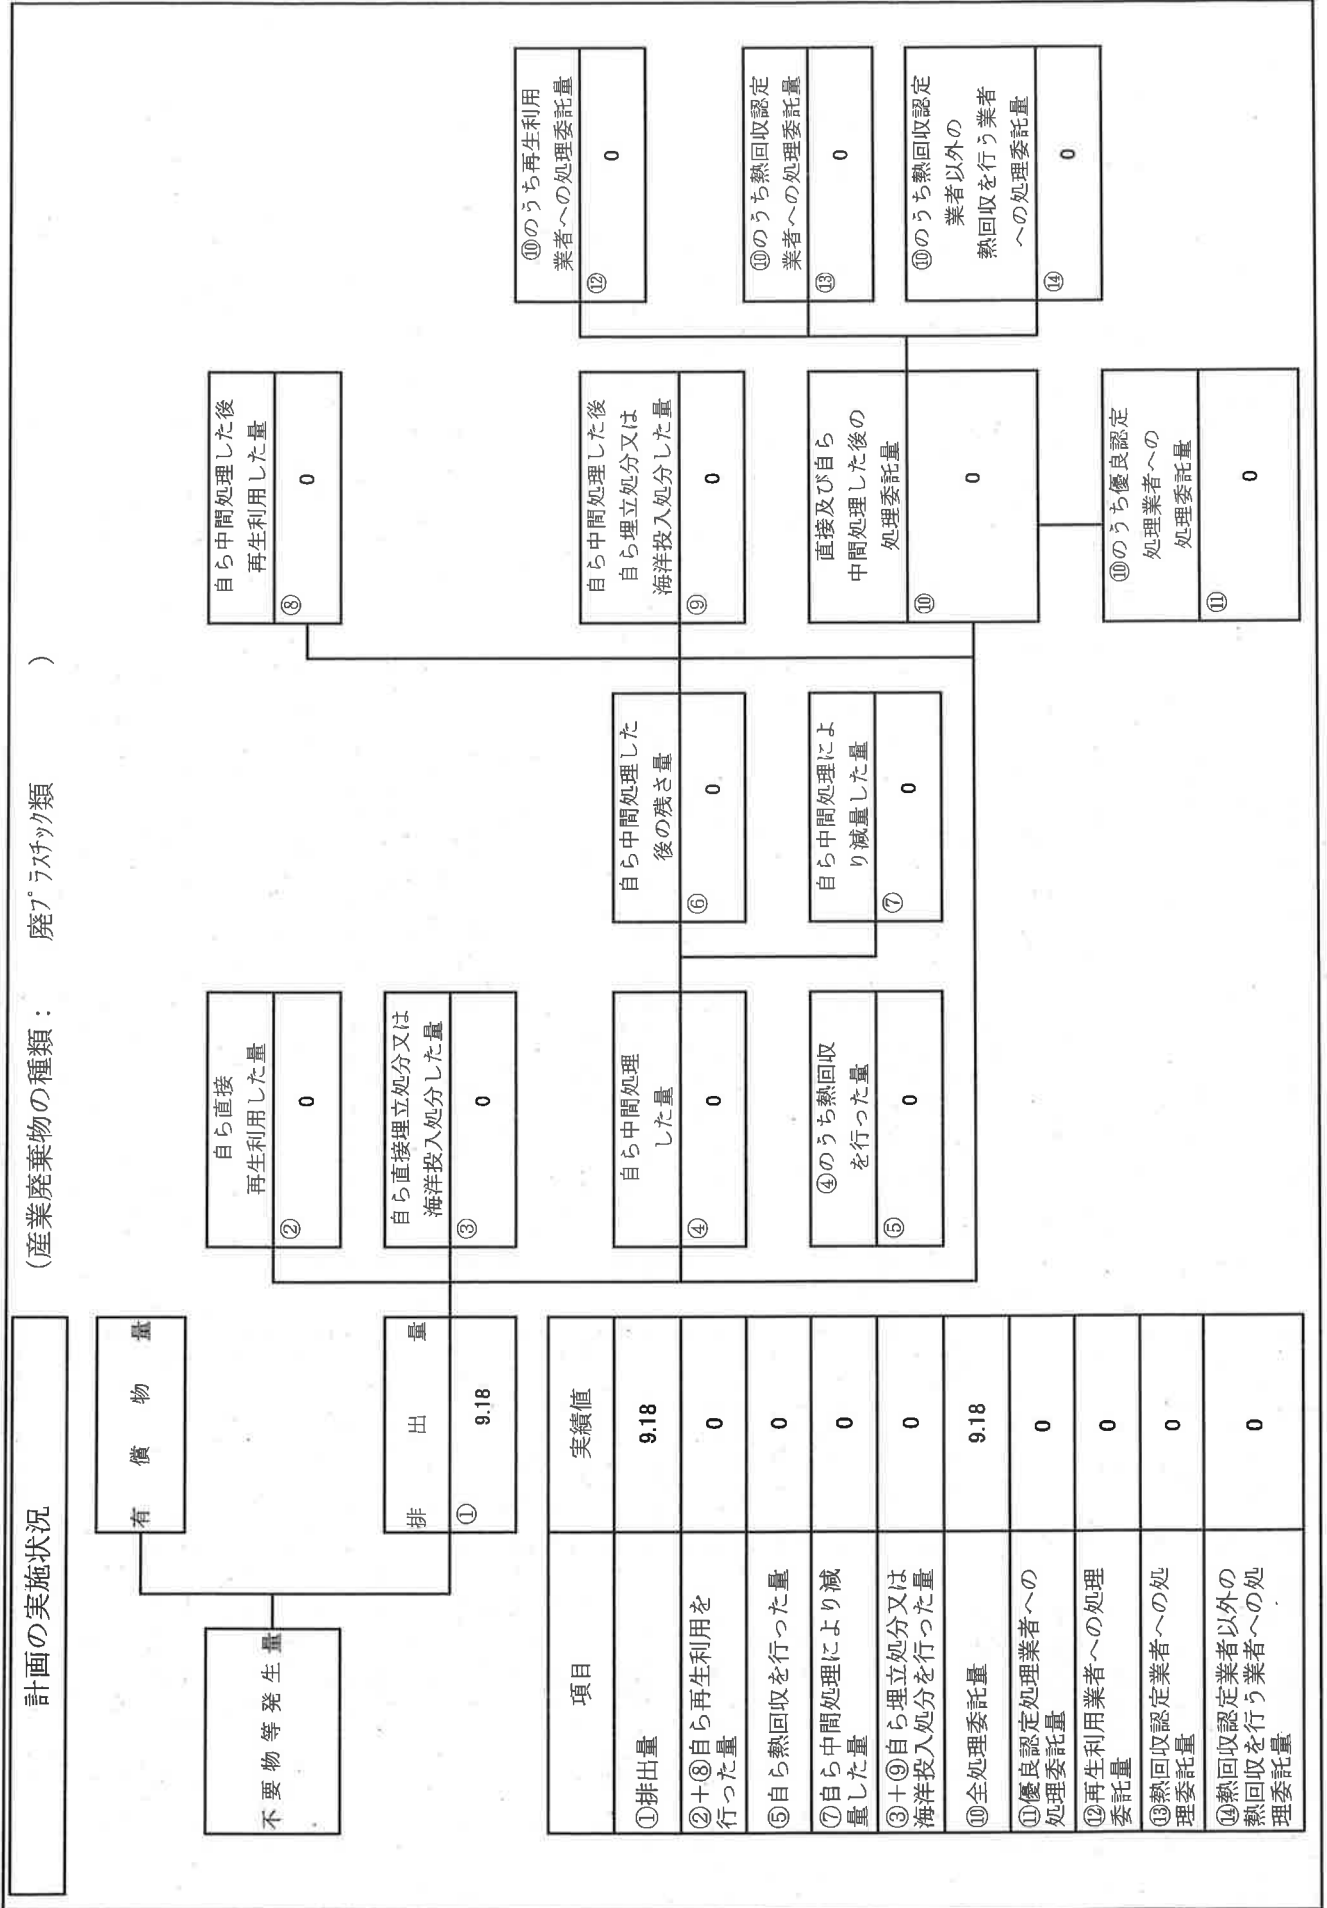 計画の実施状況
(産業廃棄物の種類： 廃プラスチック類 )
不要物等発生量
有償物量
排出量
①
9.18
自ら直接
再生利用した量
②
0
自ら直接埋立処分又は
海洋投入処分した量
③
0
自ら中間処理
した量
④
0
④のうち熱回収
を行った量
⑤
0
自ら中間処理した
後の残さ量
⑥
0
自ら中間処理によ
り減量した量
⑦
0
自ら中間処理した後
再生利用した量
⑧
0
自ら中間処理した後
自ら埋立処分又は
海洋投入処分した量
⑨
0
直接及び自ら
中間処理した後の
処理委託量
⑩
0
⑩のうち優良認定
処理業者への
処理委託量
⑪
0
⑩のうち再生利用
業者への処理委託量
⑫
0
⑩のうち熱回収認定
業者への処理委託量
⑬
0
⑩のうち熱回収認定
業者以外の
熱回収を行う業者
への処理委託量
⑭
0
項目 実績値
①排出量 9.18
②＋⑧自ら再生利用を
行った量 0
⑤自ら熱回収を行った量 0
⑦自ら中間処理により減
量した量 0
③＋⑨自ら埋立処分又は
海洋投入処分を行った量 0
⑩全処理委託量 9.18
⑪優良認定処理業者への
処理委託量 0
⑫再生利用業者への処理
委託量 0
⑬熱回収認定業者への処
理委託量 0
⑭熱回収認定業者以外の
熱回収を行う業者への処
理委託量 0